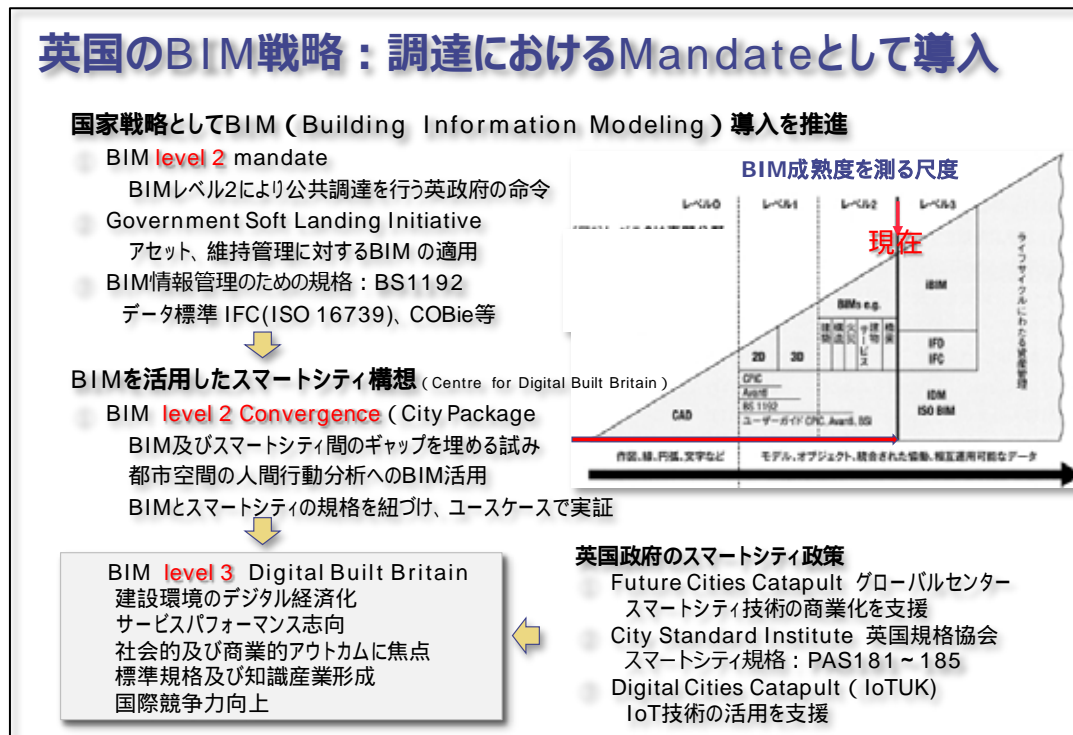 英国のBIM戦略：調達におけるMandateとして導入
国家戦略としてBIM（Building Information Modeling）導入を推進
① BIM level 2 mandate
BIMレベル2により公共調達を行う英政府の命令
② Government Soft Landing Initiative
アセット、維持管理に対するBIM の適用
③ BIM情報管理のための規格：BS1192
データ標準 IFC(ISO 16739)、COBie等
BIMを活用したスマートシティ構想（Centre for Digital Built Britain）
① BIM level 2 Convergence（City Package
BIM及びスマートシティ間のギャップを埋める試み
都市空間の人間行動分析へのBIM活用
BIMとスマートシティの規格を紐づけ、ユースケースで実証
BIM level 3 Digital Built Britain
建設環境のデジタル経済化
サービスパフォーマンス志向
社会的及び商業的アウトカムに焦点
標準規格及び知識産業形成
国際競争力向上
BIM成熟度を測る尺度
レベル0 レベル1 レベル2 レベル3
現在
BIMs e.g.
iBIM
建築 構造 火災 サービス 建物 橋梁
2D 3D
IFD
IFC
CPIC
Avanti
BS 1192
ユーザーガイド CPIC, Avanti, BSI
CAD
IDM
ISO BIM
ライフサイクルにわたる資産管理
作図、線、円弧、文字など モデル、オブジェクト、統合された協働、相互運用可能なデータ
英国政府のスマートシティ政策
① Future Cities Catapult グローバルセンター
スマートシティ技術の商業化を支援
② City Standard Institute 英国規格協会
スマートシティ規格：PAS181～185
③ Digital Cities Catapult（IoTUK)
IoT技術の活用を支援